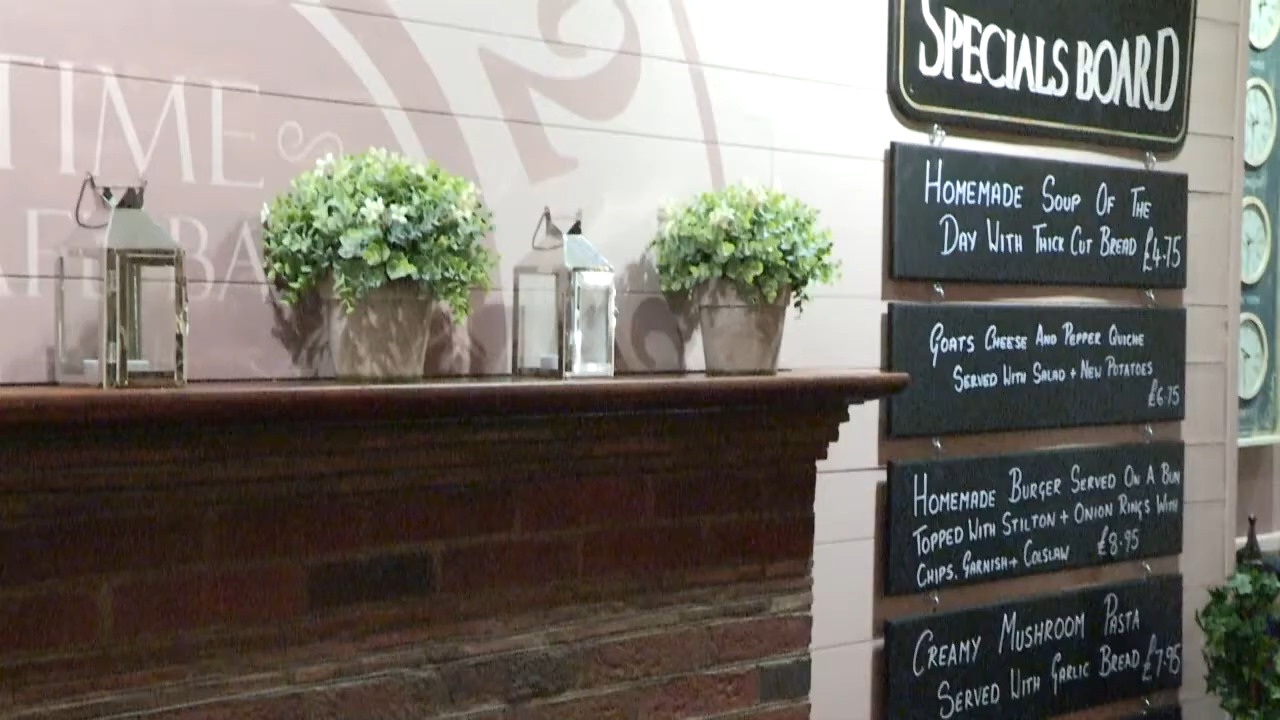 TIME
SPECIALS BOARD
HOMEMADE SOUP OF THE
DAY WITH THICK CUT BREAD £4.75
GOATS CHEESE AND PEPPER QUICHE
SERVED WITH SALAD + NEW POTATOES
£6.75
HOMEMADE BURGER SERVED ON A BUN
TOPPED WITH STILTON + ONION RINGS WITH
CHIPS. GARNISH + COLSLAW £8.95
CREAMY MUSHROOM PASTA
SERVED WITH GARLIC BREAD £7.95